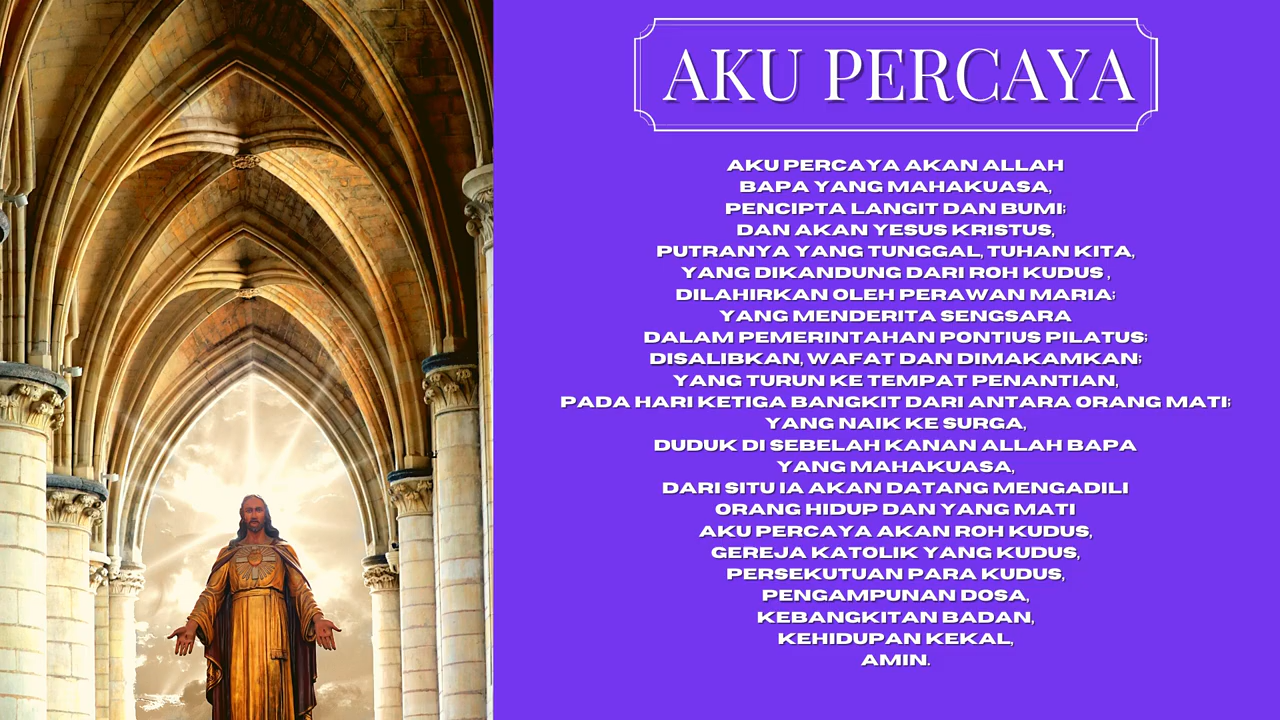 AKU PERCAYA
AKU PERCAYA AKAN ALLAH
BAPA YANG MAHAKUASA,
PENCIPTA LANGIT DAN BUMI;
DAN AKAN YESUS KRISTUS,
PUTRANYA YANG TUNGGAL, TUHAN KITA,
YANG DIKANDUNG DARI ROH KUDUS ,
DILAHIRKAN OLEH PERAWAN MARIA;
YANG MENDERITA SENGSARA
DALAM PEMERINTAHAN PONTIUS PILATUS;
DISALIBKAN, WAFAT DAN DIMAKAMKAN;
YANG TURUN KE TEMPAT PENANTIAN,
PADA HARI KETIGA BANGKIT DARI ANTARA ORANG MATI;
YANG NAIK KE SURGA,
DUDUK DI SEBELAH KANAN ALLAH BAPA
YANG MAHAKUASA,
DARI SITU IA AKAN DATANG MENGADILI
ORANG HIDUP DAN YANG MATI
AKU PERCAYA AKAN ROH KUDUS,
GEREJA KATOLIK YANG KUDUS,
PERSEKUTUAN PARA KUDUS,
PENGAMPUNAN DOSA,
KEBANGKITAN BADAN,
KEHIDUPAN KEKAL,
AMIN.